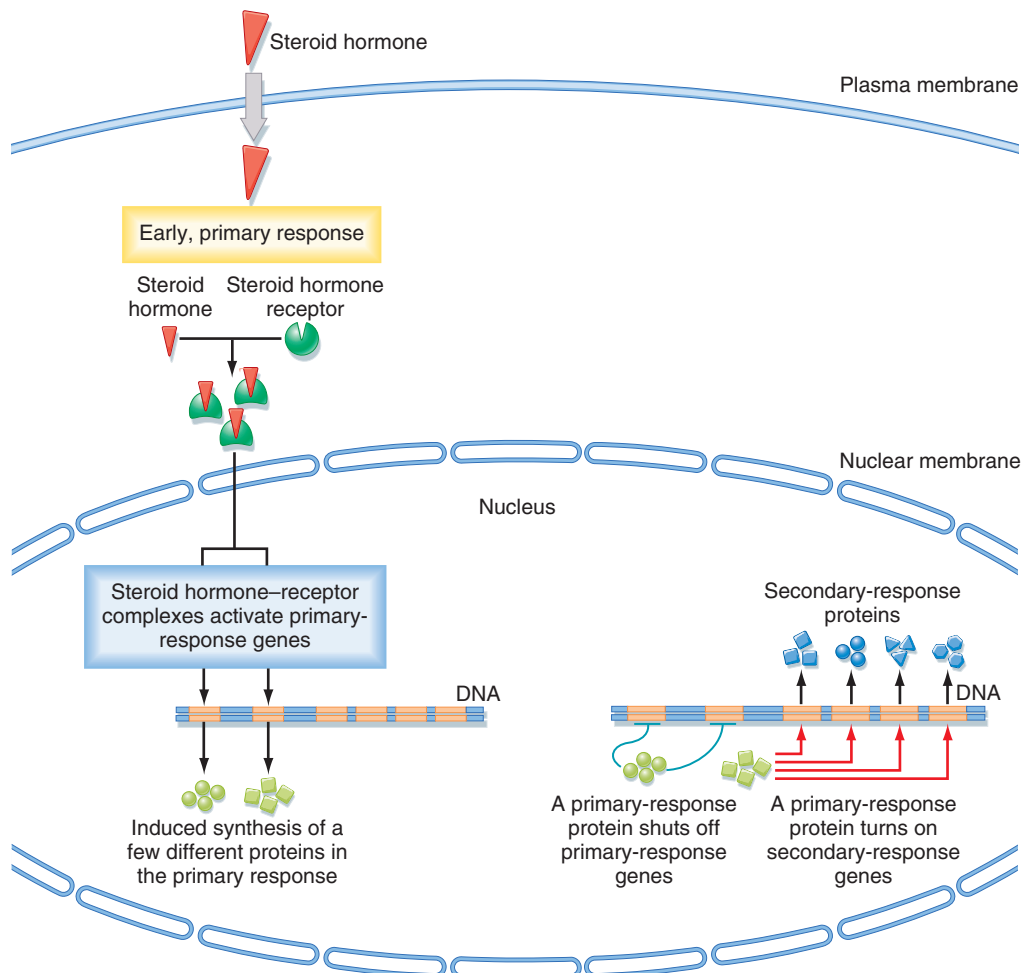 Steroid hormone
Plasma membrane
Early, primary response
Steroid
hormone
Steroid hormone
receptor
Nuclear membrane
Nucleus
Steroid hormone–receptor
complexes activate primary-
response genes
DNA
Induced synthesis of a
few different proteins in
the primary response
Secondary-response
proteins
DNA
A primary-response
protein shuts off
primary-response
genes
A primary-response
protein turns on
secondary-response
genes